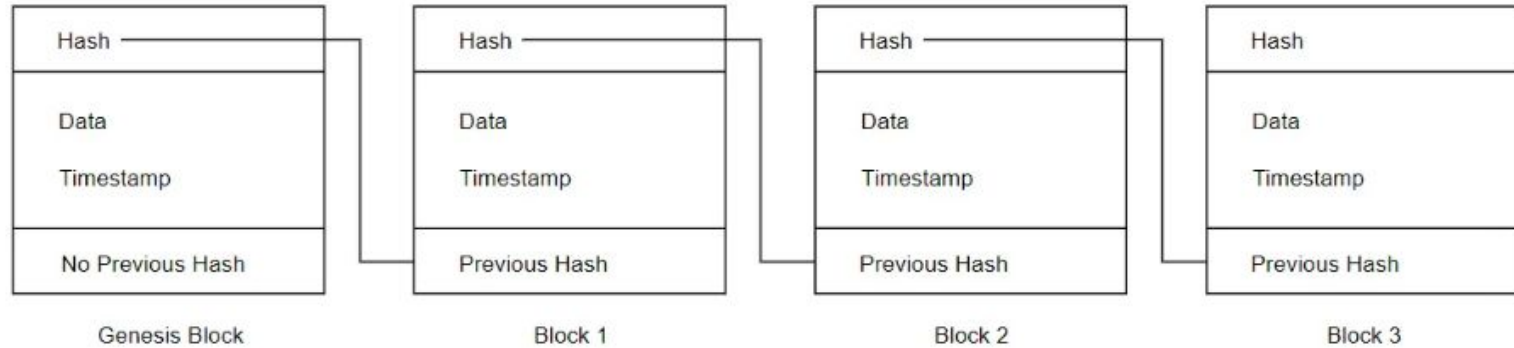 Hash
Data
Timestamp
No Previous Hash
Genesis Block
Hash
Data
Timestamp
Previous Hash
Block 1
Hash
Data
Timestamp
Previous Hash
Block 2
Hash
Data
Timestamp
Previous Hash
Block 3